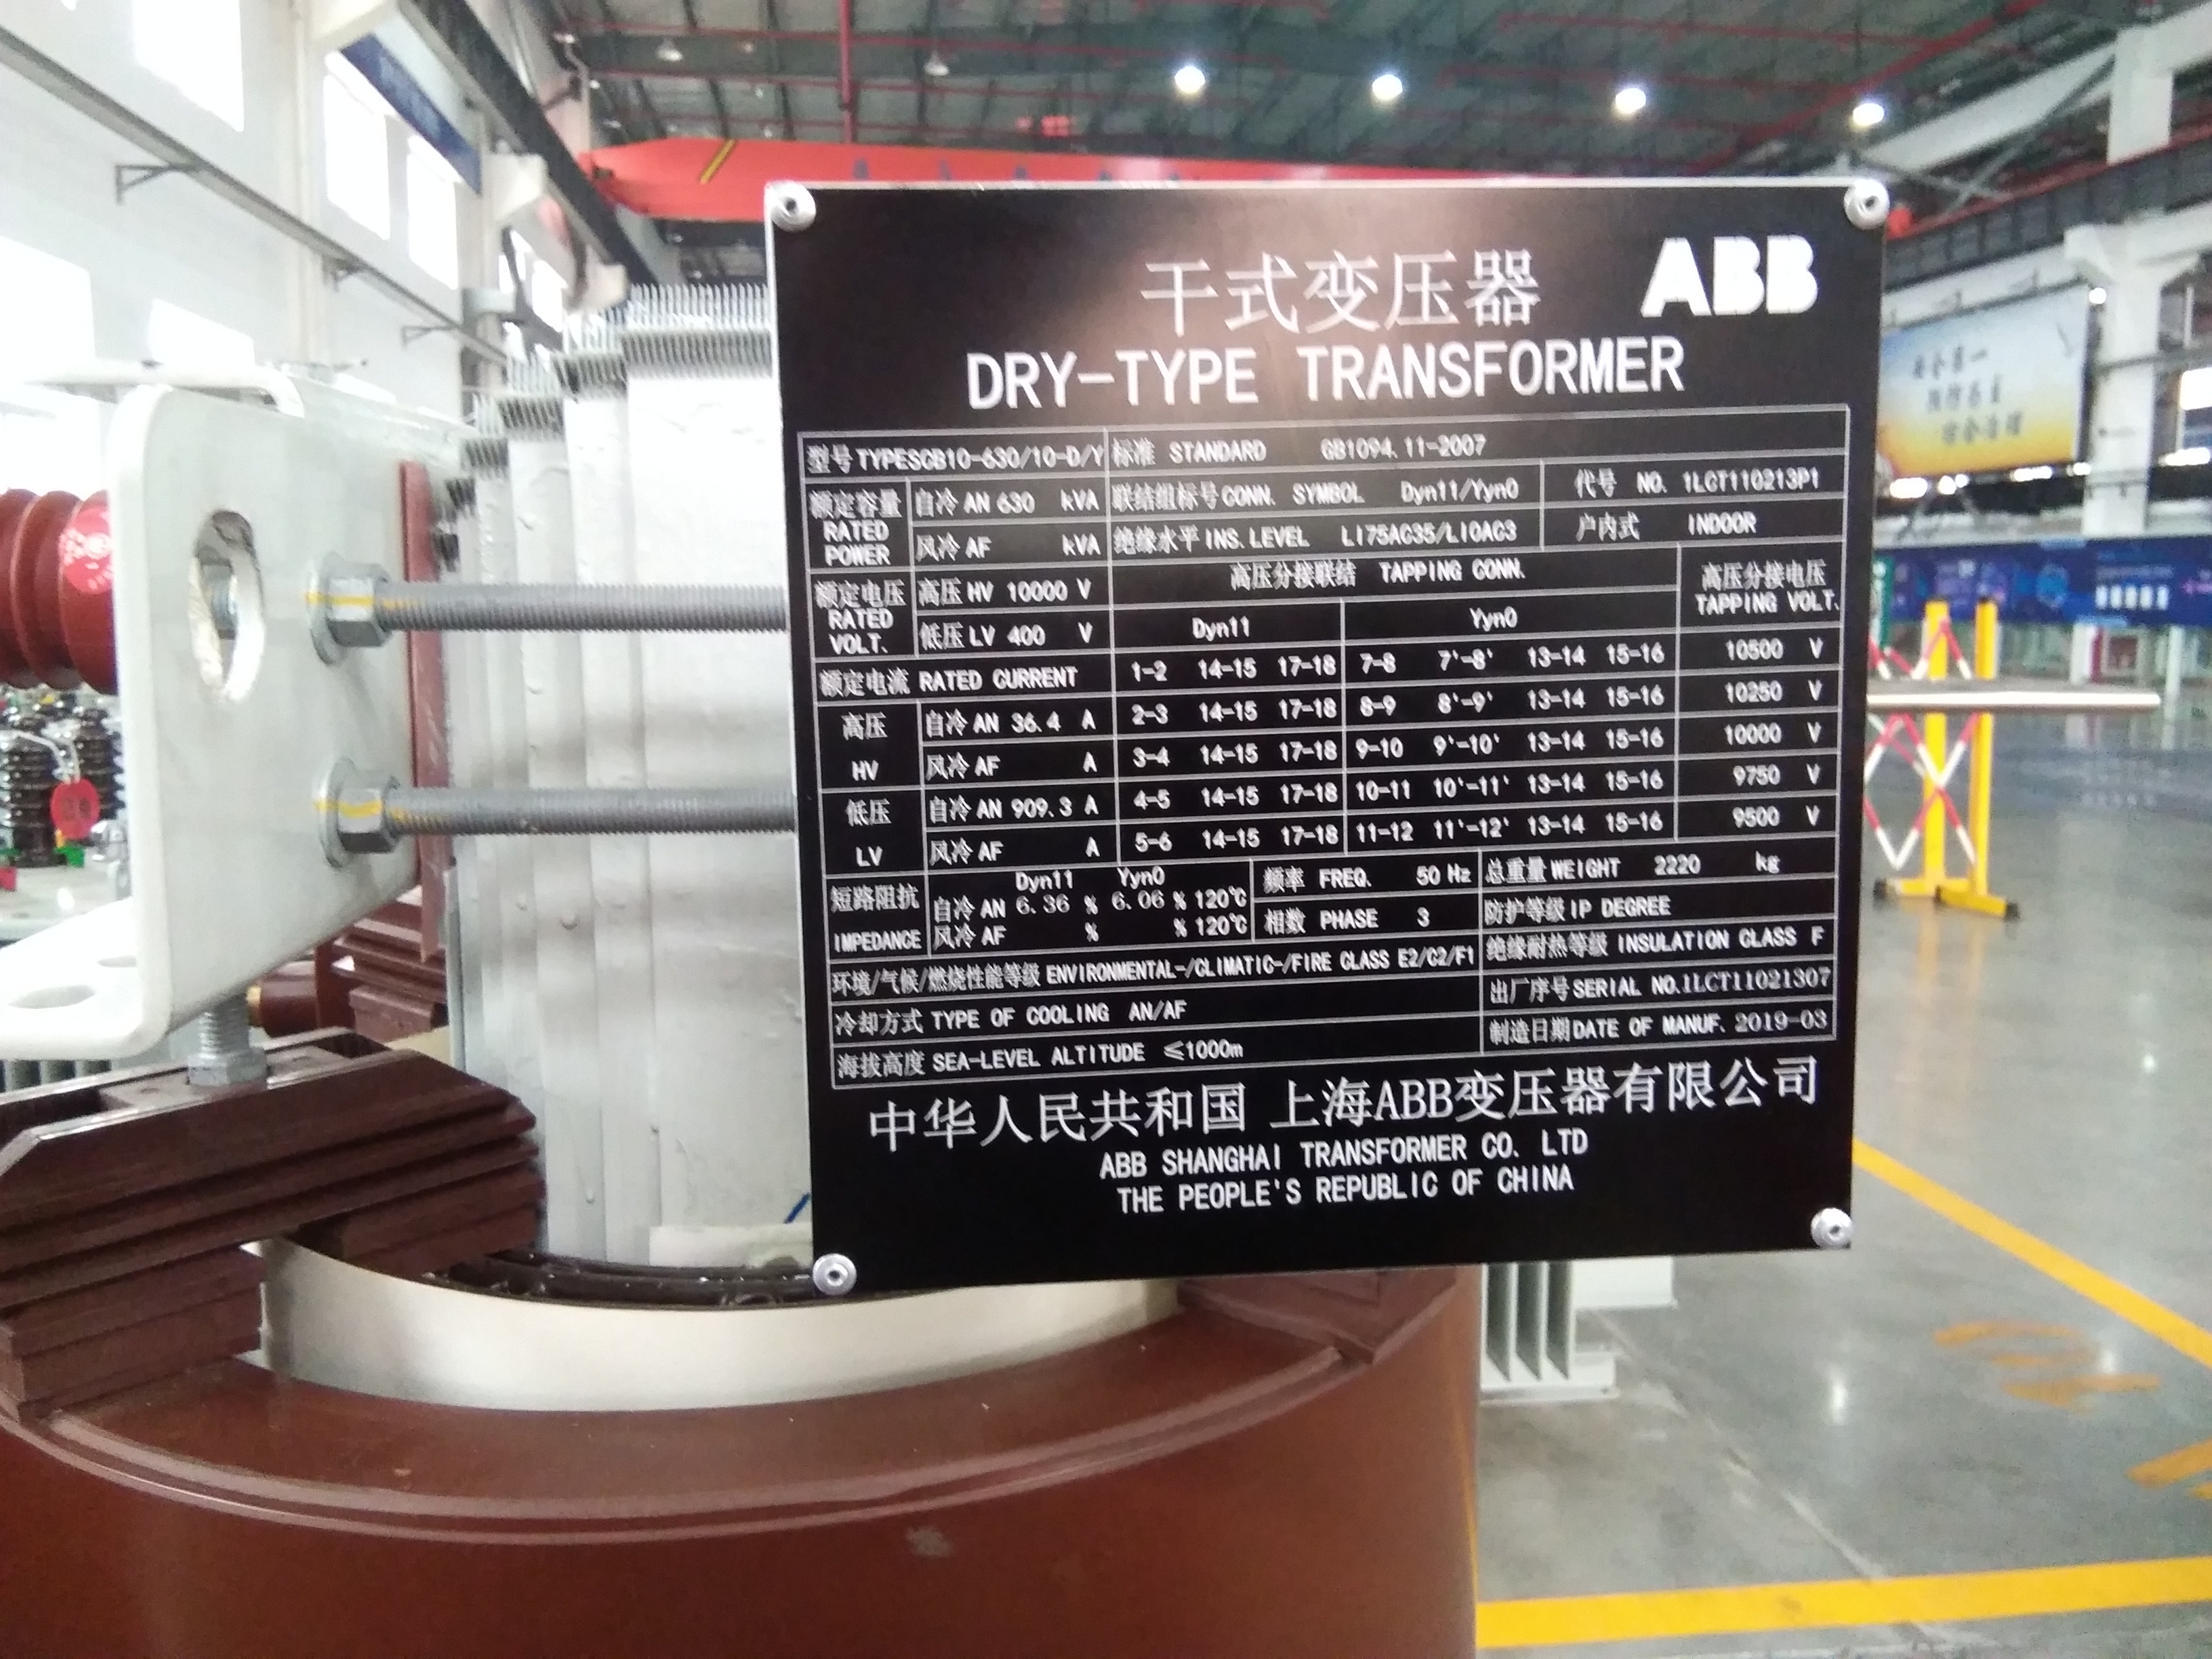 干式变压器 ABB
DRY-TYPE TRANSFORMER
型号 TYPE SCB10-630/10-D/Y 标准 STANDARD GB1094.11-2007
额定容量 RATED POWER 自冷 AN 630 kVA 联结组标号 CONN. SYMBOL Dyn11/Yyn0 代号 NO. 1LCT110213P1
风冷 AF kVA 绝缘水平 INS. LEVEL LI75AC35/LI0AC3 户内式 INDOOR
额定电压 RATED VOLT. 高压 HV 10000 V 高压分接联结 TAPPING CONN. 高压分接电压 TAPPING VOLT.
低压 LV 400 V Dyn11 Yyn0
额定电流 RATED CURRENT 1-2 14-15 17-18 7-8 7'-8' 13-14 15-16 10500 V
高压 HV 自冷 AN 36.4 A 2-3 14-15 17-18 8-9 8'-9' 13-14 15-16 10250 V
风冷 AF A 3-4 14-15 17-18 9-10 9'-10' 13-14 15-16 10000 V
低压 LV 自冷 AN 909.3 A 4-5 14-15 17-18 10-11 10'-11' 13-14 15-16 9750 V
风冷 AF A 5-6 14-15 17-18 11-12 11'-12' 13-14 15-16 9500 V
短路阻抗 IMPEDANCE Dyn11 Yyn0 频率 FREQ. 50 Hz 总重量 WEIGHT 2220 kg
自冷 AN 6.36 % 6.06 % 120℃ 相数 PHASE 3 防护等级 IP DEGREE
风冷 AF % % 120℃ 绝缘耐热等级 INSULATION CLASS F
环境/气候/燃烧性能等级 ENVIRONMENTAL-/CLIMATIC-/FIRE CLASS E2/C2/F1
冷却方式 TYPE OF COOLING AN/AF 出厂序号 SERIAL NO. 1LCT11021307
海拔高度 SEA-LEVEL ALTITUDE ≤1000m 制造日期 DATE OF MANUF. 2019-03
中华人民共和国 上海ABB变压器有限公司
ABB SHANGHAI TRANSFORMER CO. LTD
THE PEOPLE'S REPUBLIC OF CHINA
安全第一
预防为主
综合治理